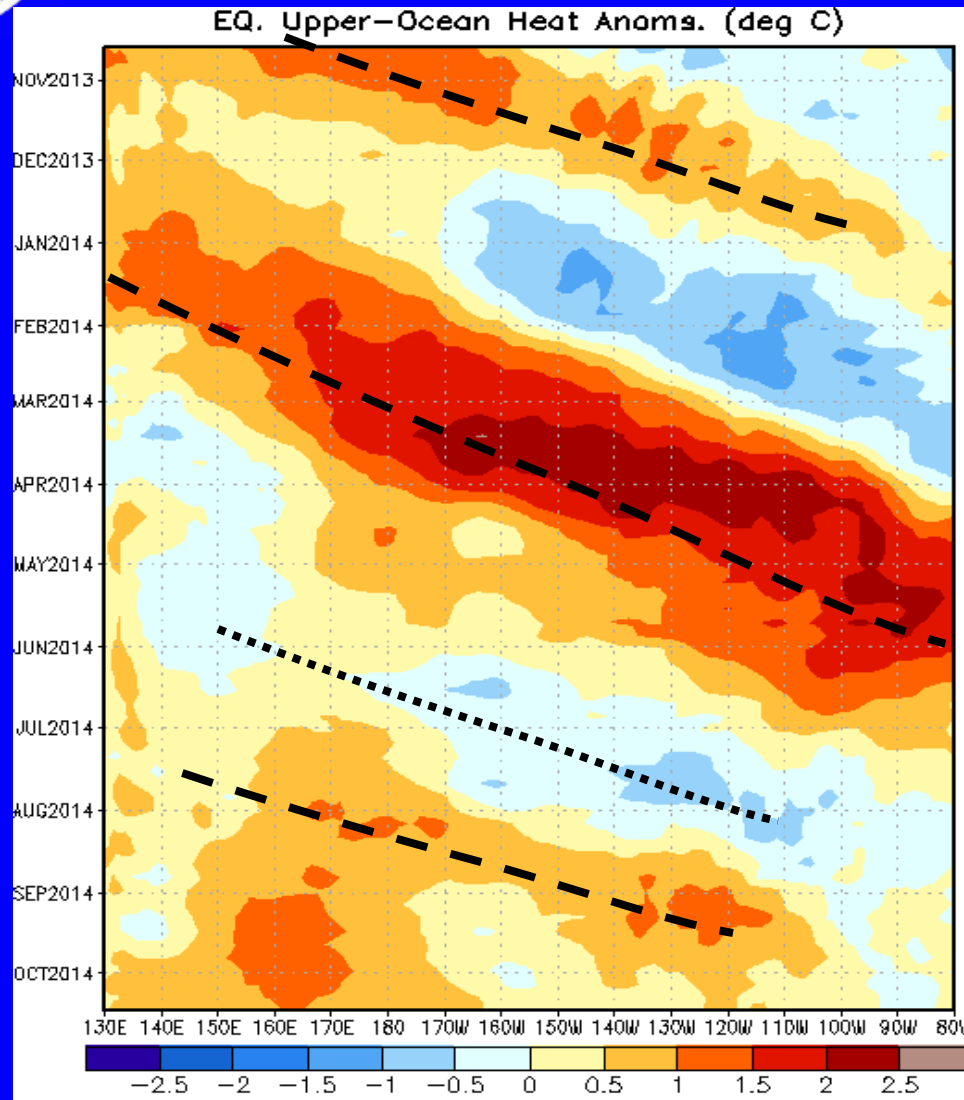 EQ. Upper-Ocean Heat Anoms. (deg C)
NOV2013
DEC2013
JAN2014
FEB2014
MAR2014
APR2014
MAY2014
JUN2014
JUL2014
AUG2014
SEP2014
OCT2014
130E 140E 150E 160E 170E 180 170W 160W 150W 140W 130W 120W 110W 100W 90W 80W
-2.5 -2 -1.5 -1 -0.5 0 0.5 1 1.5 2 2.5